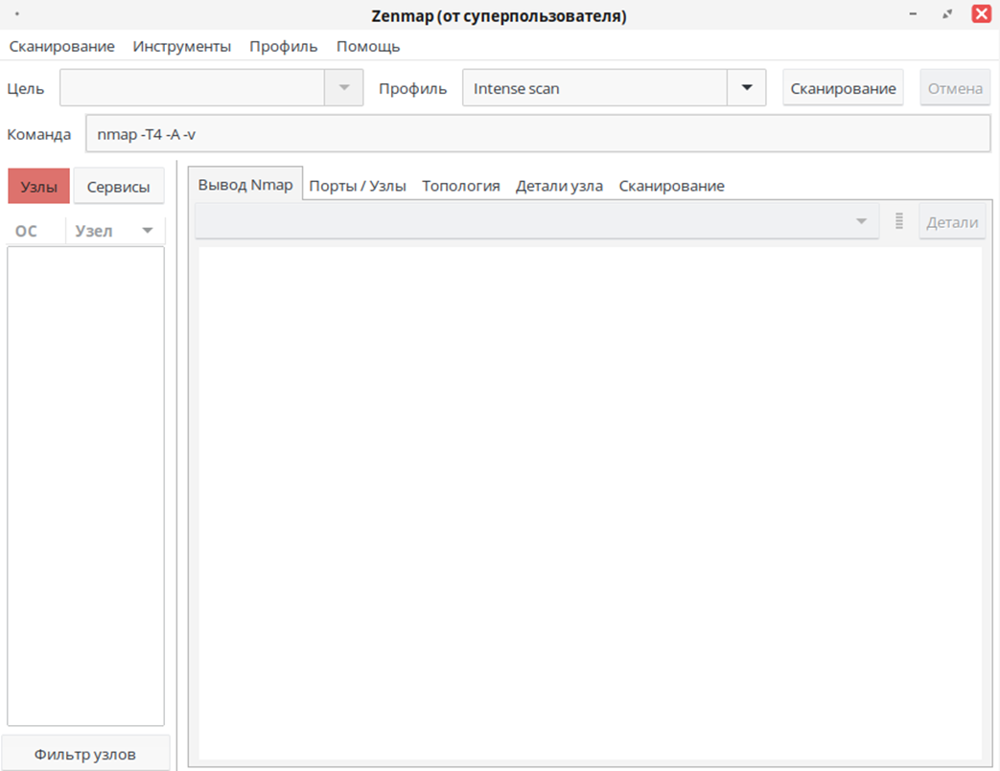 Zenmap (от суперпользователя)
Сканирование Инструменты Профиль Помощь
Цель Профиль Intense scan Сканирование Отмена
Команда nmap -T4 -A -v
Узлы Сервисы Вывод Nmap Порты / Узлы Топология Детали узла Сканирование
ОС Узел Детали
Фильтр узлов